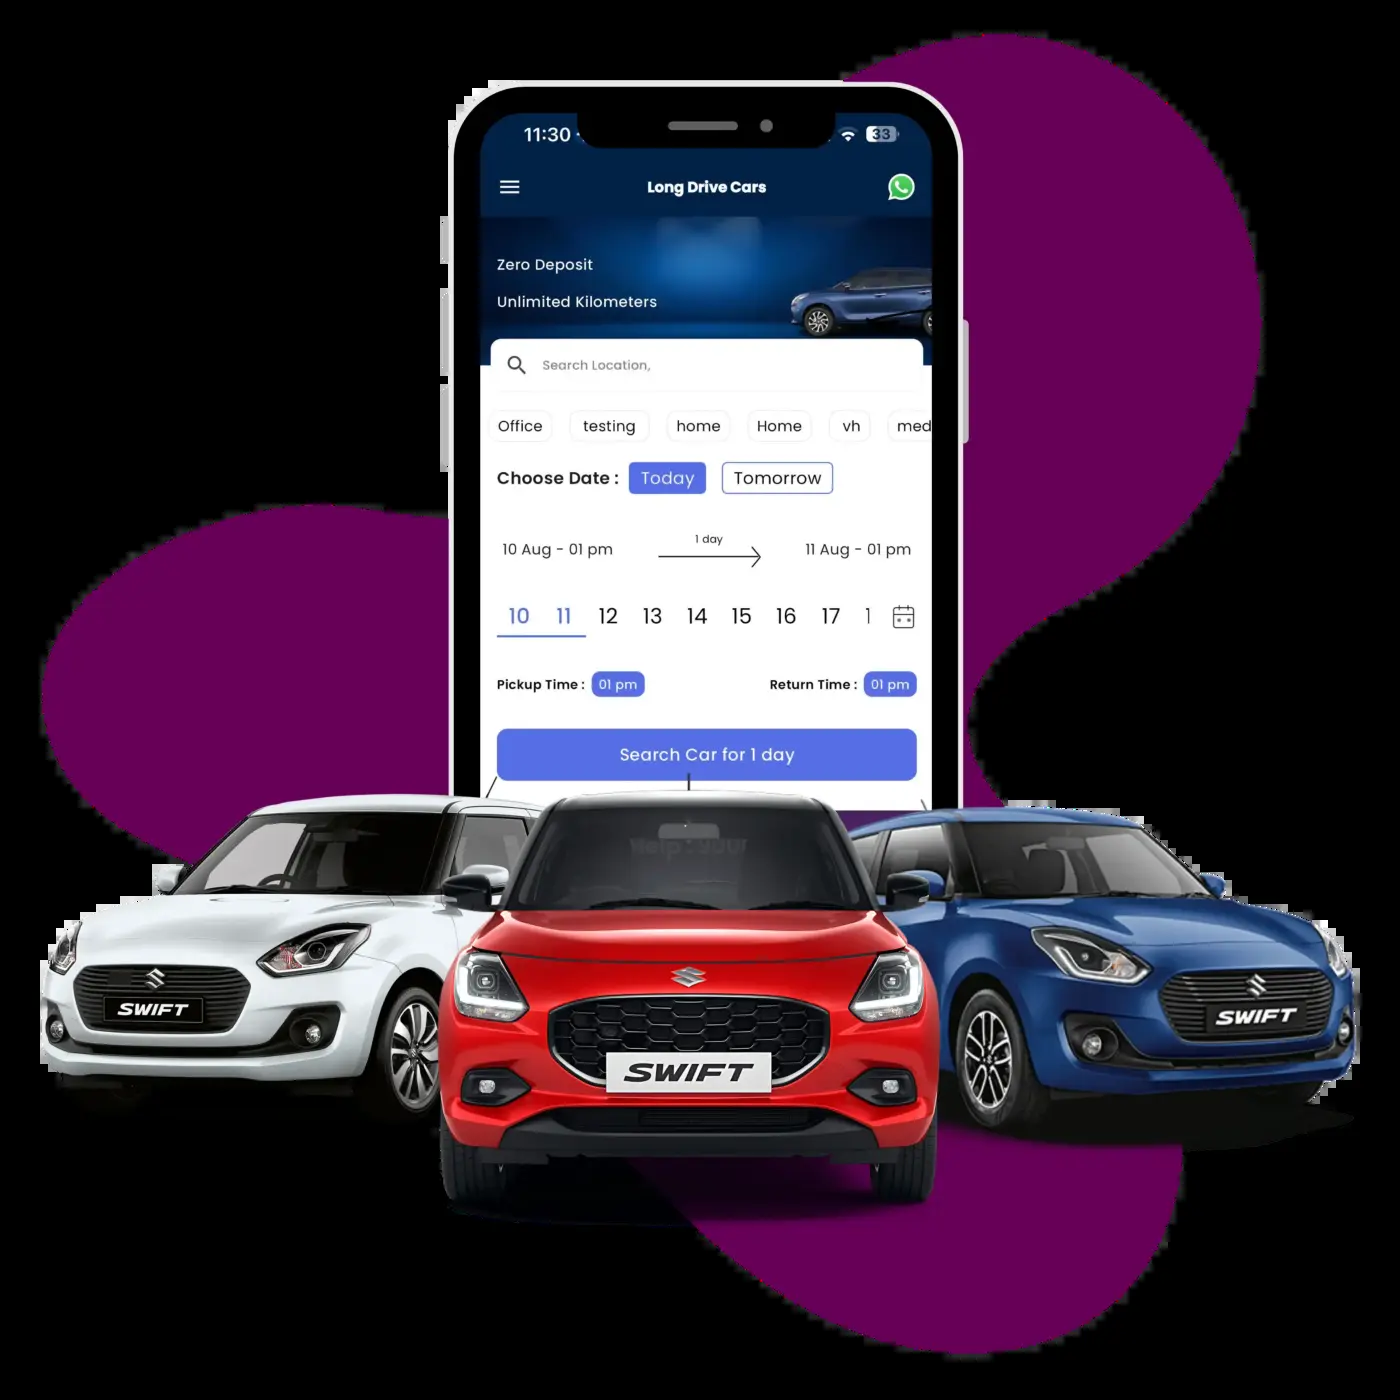 11:30
33
Long Drive Cars
Zero Deposit
Unlimited Kilometers
Search Location,
Office testing home Home vh med
Choose Date : Today Tomorrow
1 day
10 Aug - 01 pm 11 Aug - 01 pm
10 11 12 13 14 15 16 17 1
Pickup Time : 01 pm Return Time : 01 pm
Search Car for 1 day
SWIFT
SWIFT
SWIFT